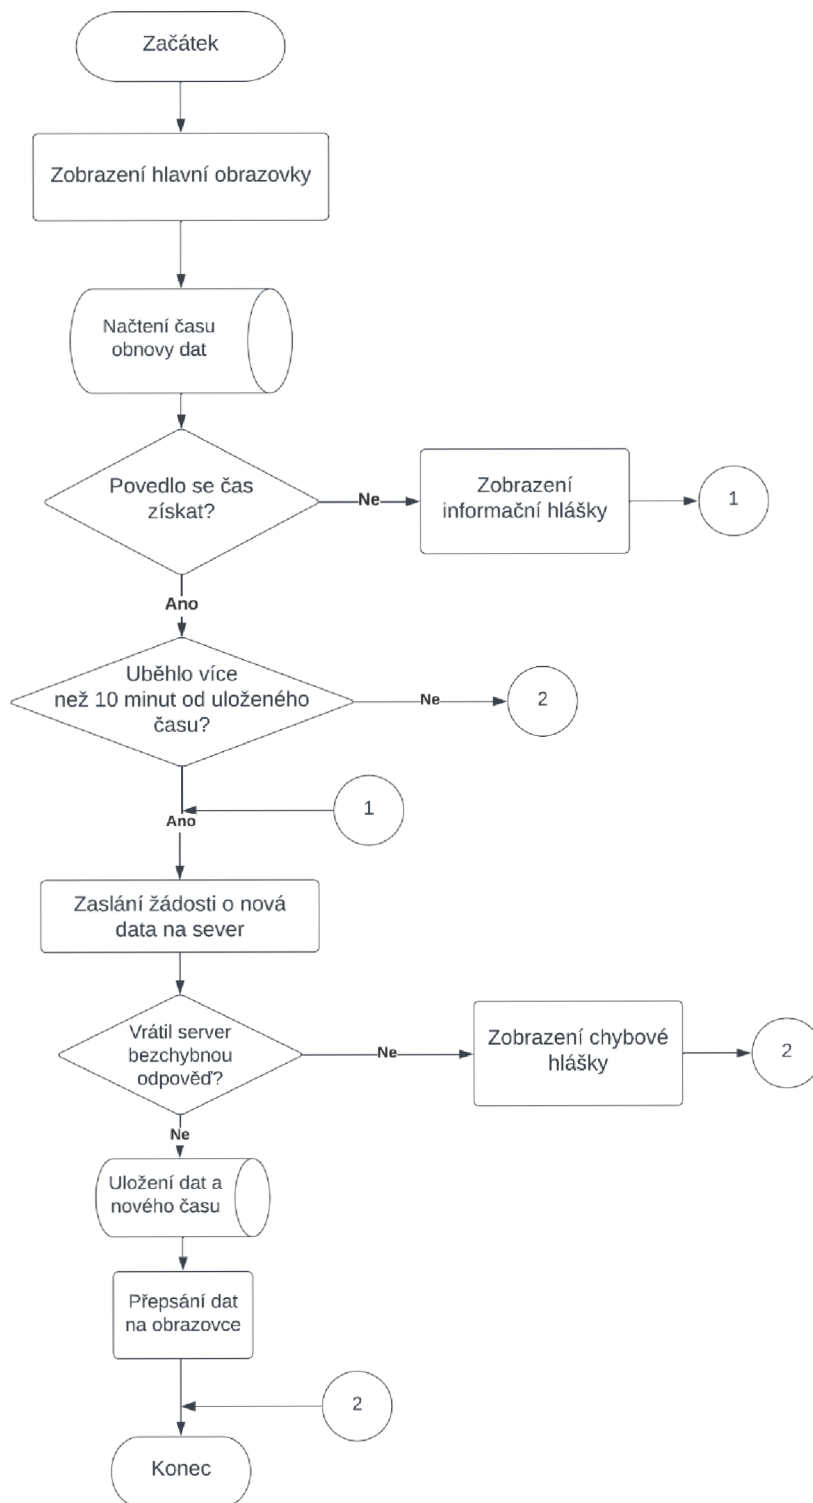 Začátek
Zobrazení hlavní obrazovky
Načtení času
obnovy dat
Povedlo se čas
získat?
Ne
Zobrazení
informační hlášky
1
Ano
Uběhlo více
než 10 minut od uloženého
času?
Ne
2
1
Ano
Zaslání žádosti o nová
data na sever
Vrátil server
bezchybnou
odpověď?
Ne
Zobrazení chybové
hlášky
2
Ne
Uložení dat a
nového času
Přepsání dat
na obrazovce
2
Konec